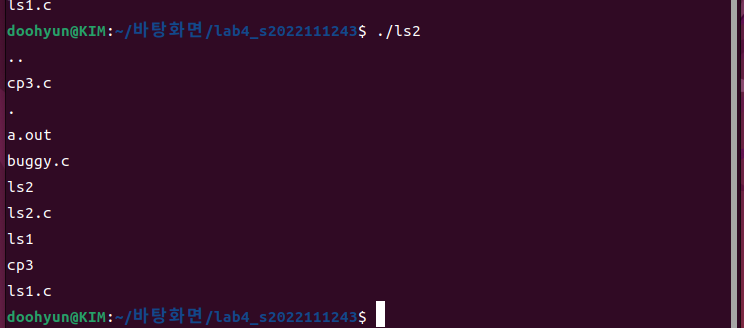 ls1.c
doohyun@KIM:~/바탕화면/lab4_s2022111243$ ./ls2
..
cp3.c
.
a.out
buggy.c
ls2
ls2.c
ls1
cp3
ls1.c
doohyun@KIM:~/바탕화면/lab4_s2022111243$